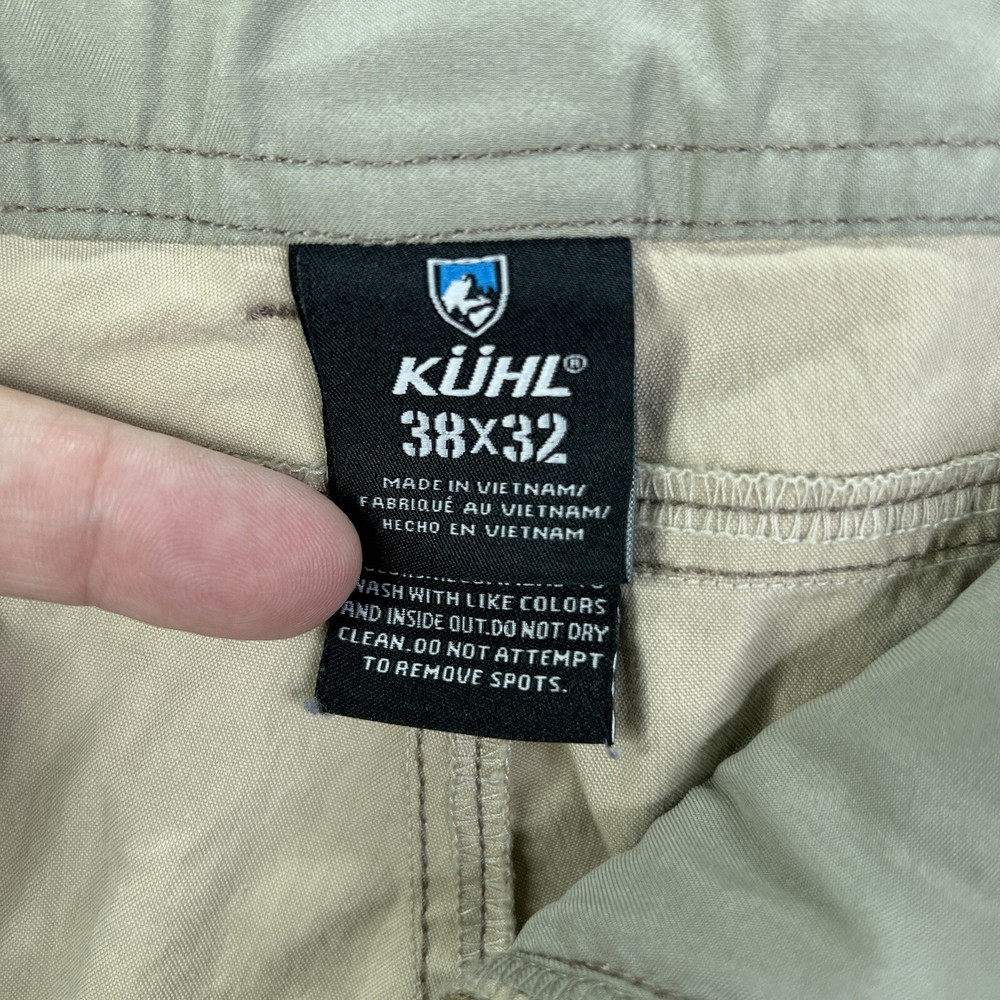 KÜHL®
38X32
MADE IN VIETNAM/
FABRIQUÉ AU VIETNAM/
HECHO EN VIETNAM
WASH WITH LIKE COLORS
AND INSIDE OUT.DO NOT DRY
CLEAN.DO NOT ATTEMPT
TO REMOVE SPOTS.